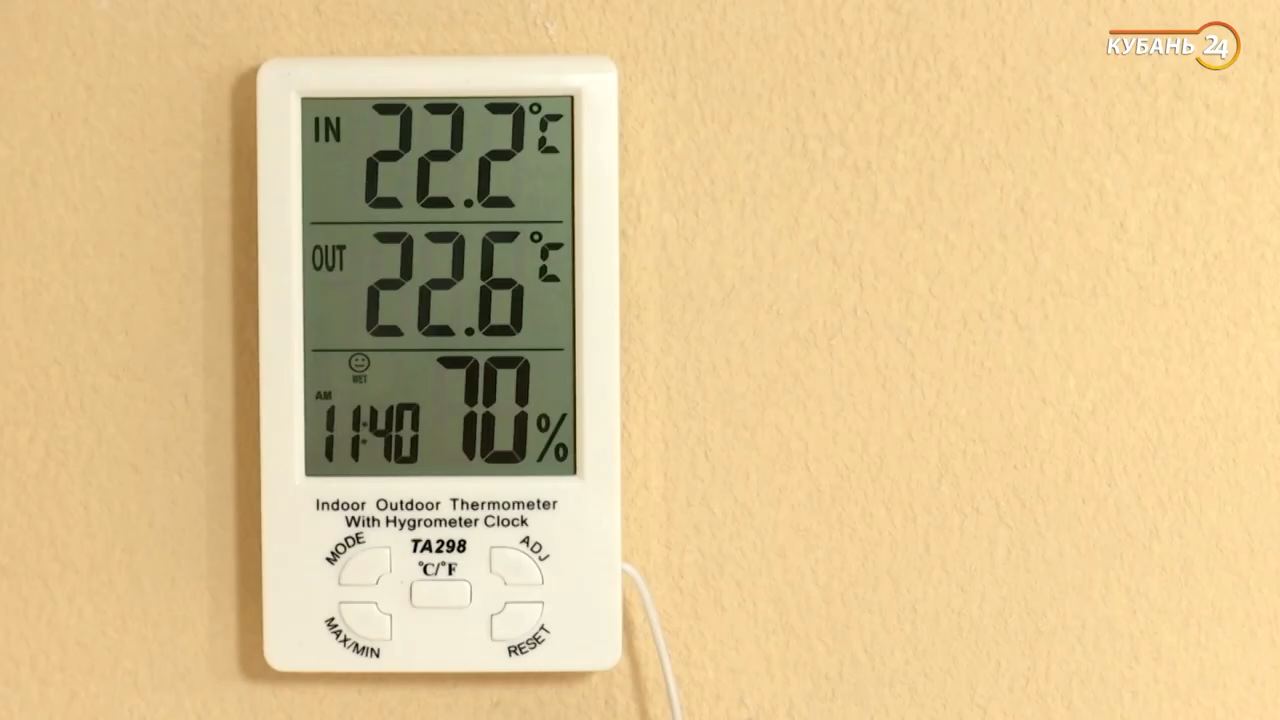 КУБАНЬ 24
IN 22.2 °C
OUT 22.6 °C
WET
AM
11:40 70 %
Indoor Outdoor Thermometer
With Hygrometer Clock
MODE TA298 ADJ
°C/°F
MAX/MIN RESET